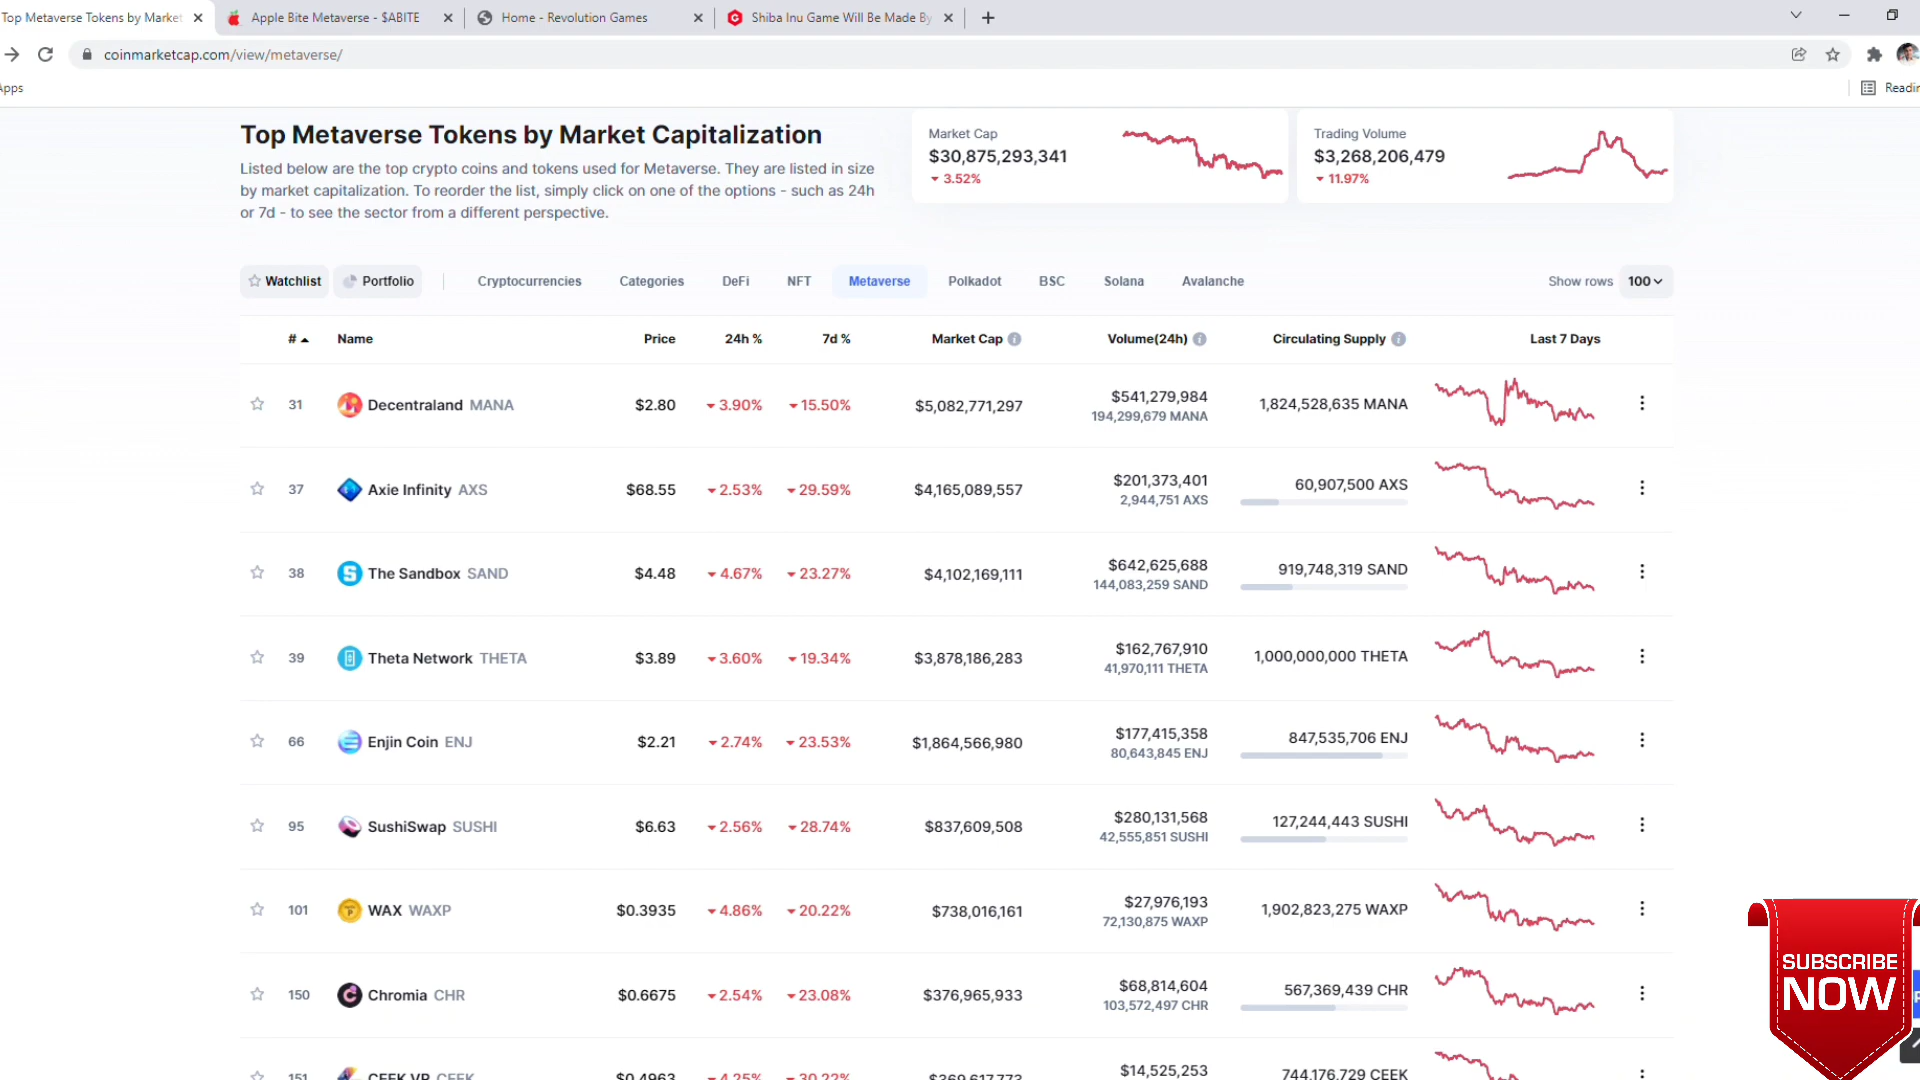 Top Metaverse Tokens by Market
Apple Bite Metaverse - $ABITE
Home - Revolution Games
Shiba Inu Game Will Be Made By
coinmarketcap.com/view/metaverse/
Top Metaverse Tokens by Market Capitalization
Listed below are the top crypto coins and tokens used for Metaverse. They are listed in size
by market capitalization. To reorder the list, simply click on one of the options - such as 24h
or 7d - to see the sector from a different perspective.
Market Cap
$30,875,293,341
3.52%
Trading Volume
$3,268,206,479
11.97%
Watchlist Portfolio Cryptocurrencies Categories DeFi NFT Metaverse Polkadot BSC Solana Avalanche Show rows 100
# Name Price 24h % 7d % Market Cap Volume(24h) Circulating Supply Last 7 Days
31 Decentraland MANA $2.80 3.90% 15.50% $5,082,771,297 $541,279,984 1,824,528,635 MANA
194,299,679 MANA
37 Axie Infinity AXS $68.55 2.53% 29.59% $4,165,089,557 $201,373,401 60,907,500 AXS
2,944,751 AXS
38 The Sandbox SAND $4.48 4.67% 23.27% $4,102,169,111 $642,625,688 919,748,319 SAND
144,083,259 SAND
39 Theta Network THETA $3.89 3.60% 19.34% $3,878,186,283 $162,767,910 1,000,000,000 THETA
41,970,111 THETA
66 Enjin Coin ENJ $2.21 2.74% 23.53% $1,864,566,980 $177,415,358 847,535,706 ENJ
80,643,845 ENJ
95 SushiSwap SUSHI $6.63 2.56% 28.74% $837,609,508 $280,131,568 127,244,443 SUSHI
42,555,851 SUSHI
101 WAX WAXP $0.3935 4.86% 20.22% $738,016,161 $27,976,193 1,902,823,275 WAXP
72,130,875 WAXP
150 Chromia CHR $0.6675 2.54% 23.08% $376,965,933 $68,814,604 567,369,439 CHR
103,572,497 CHR
151 CEEK VR CEEK $0.4963 4.25% 30.22% $369,617,773 $14,525,253 744,176,729 CEEK
SUBSCRIBE
NOW